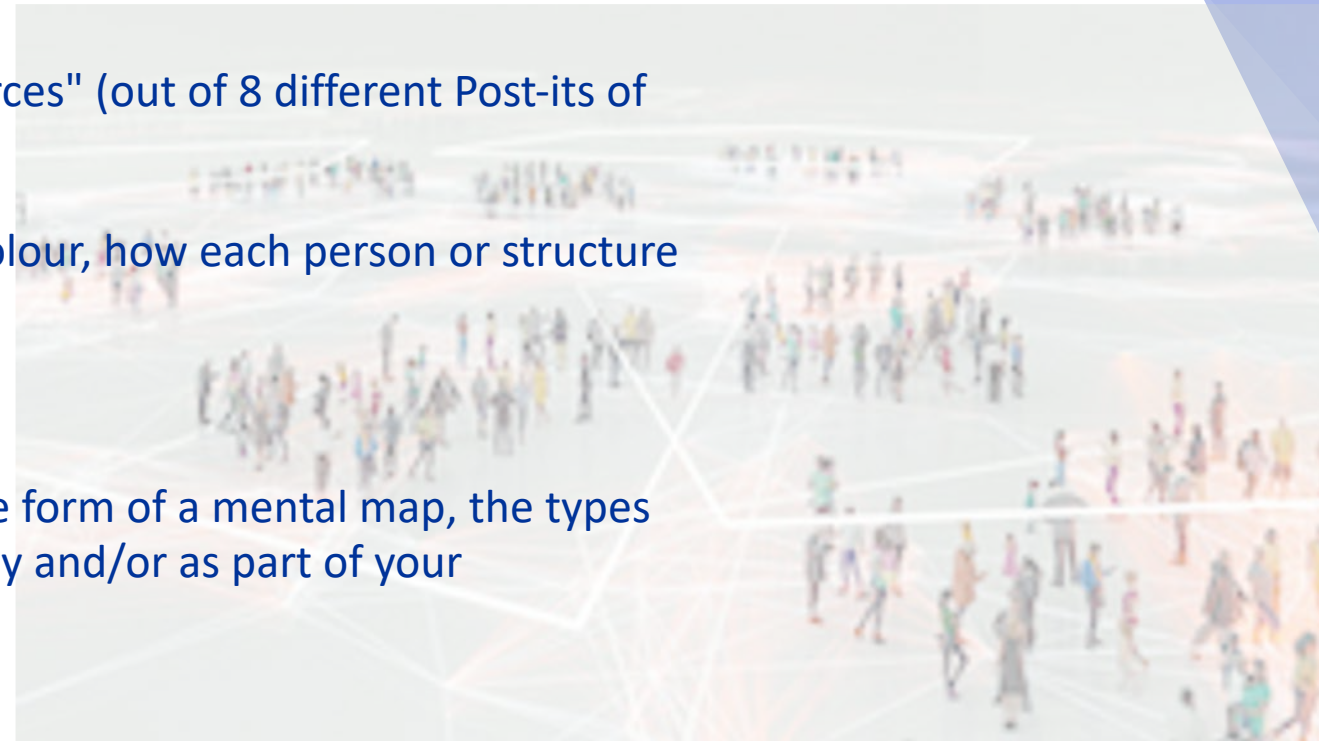 rces" (out of 8 different Post-its of
olour, how each person or structure
e form of a mental map, the types
y and/or as part of your